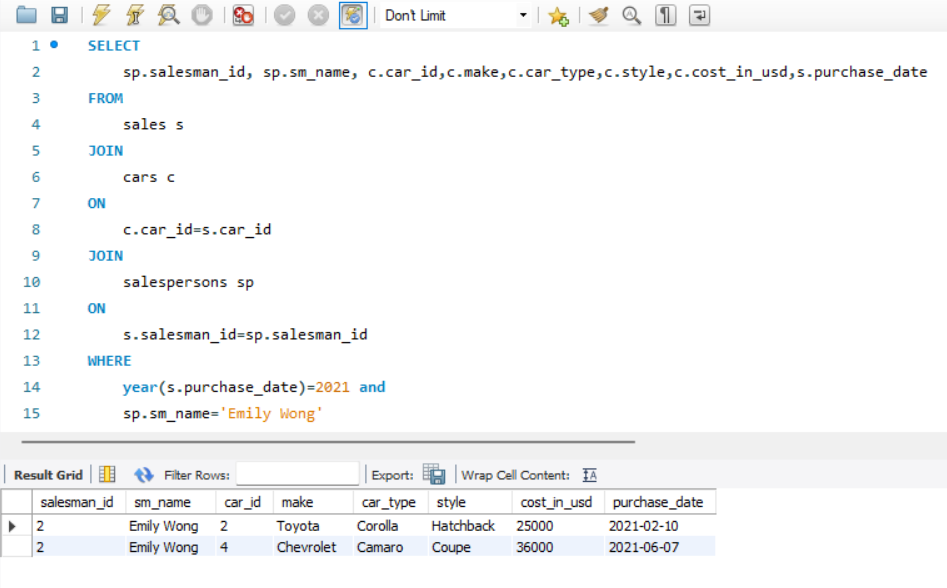 Don't Limit
1 SELECT
2 sp.salesman_id, sp.sm_name, c.car_id,c.make,c.car_type,c.style,c.cost_in_usd,s.purchase_date
3 FROM
4 sales s
5 JOIN
6 cars c
7 ON
8 c.car_id=s.car_id
9 JOIN
10 salespersons sp
11 ON
12 s.salesman_id=sp.salesman_id
13 WHERE
14 year(s.purchase_date)=2021 and
15 sp.sm_name='Emily Wong'
Result Grid Filter Rows: Export: Wrap Cell Content: IA
salesman_id sm_name car_id make car_type style cost_in_usd purchase_date
2 Emily Wong 2 Toyota Corolla Hatchback 25000 2021-02-10
2 Emily Wong 4 Chevrolet Camaro Coupe 36000 2021-06-07